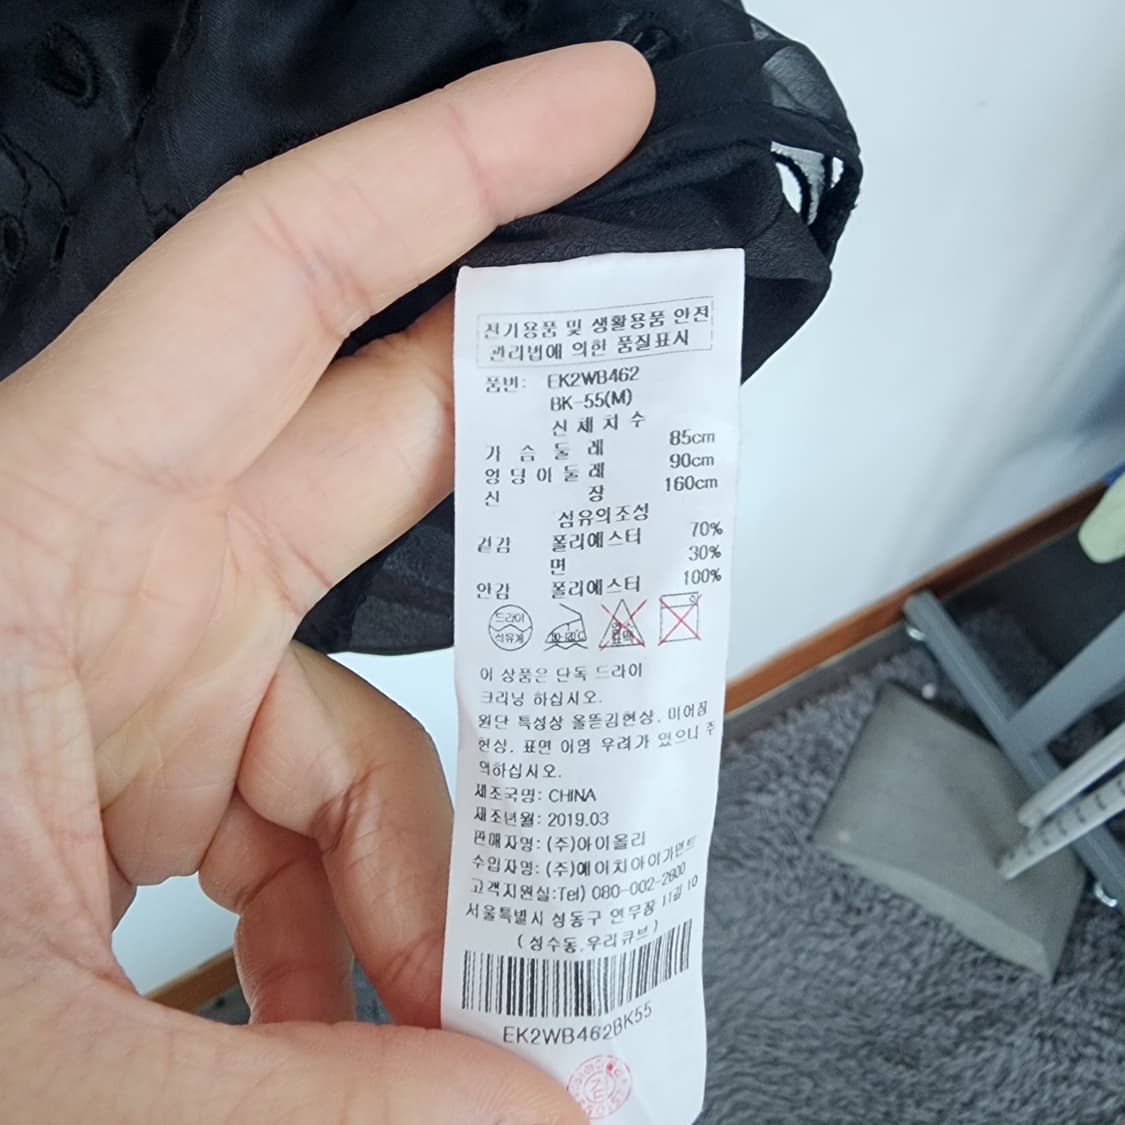 전기용품 및 생활용품 안전
관리법에 의한 품질표시
품번: EK2WB462
BK-55(M)
신체치수
가슴둘레 85cm
엉덩이둘레 90cm
신장 160cm
섬유의조성
겉감 폴리에스터 70%
면 30%
안감 폴리에스터 100%
드라이
석유계
이 상품은 단독 드라이
크리닝 하십시오.
원단 특성상 올뜯김현상, 미어짐
현상, 표면 이염 우려가 있으니 주
의하십시오.
제조국명: CHINA
제조년월: 2019.03
판매자명: (주)아이올리
수입자명: (주)에이치아이가먼트
고객지원실:Tel) 080-002-2600
서울특별시 성동구 연무장 11길 10
(성수동,우리큐브)
EK2WB462BK55